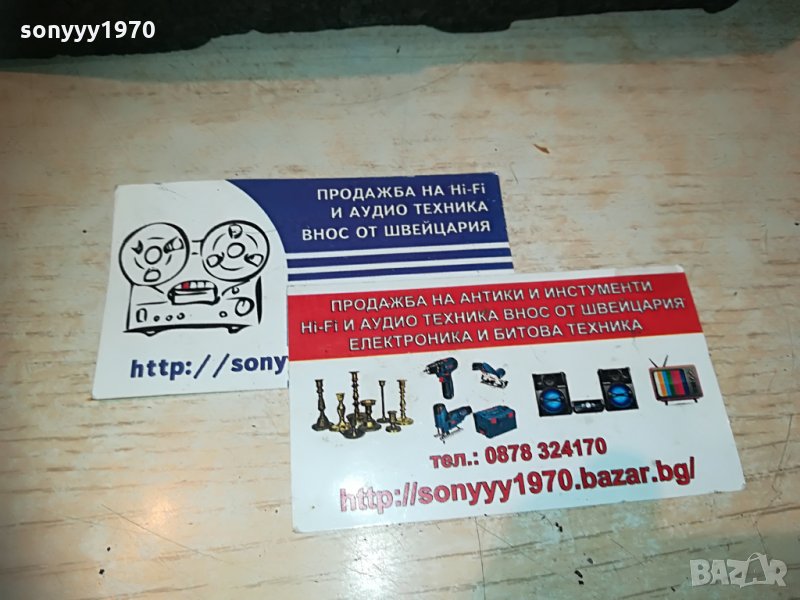 sonyyy1970
ПРОДАЖБА НА Hi-Fi
И АУДИО ТЕХНИКА
ВНОС ОТ ШВЕЙЦАРИЯ
http://sony
ПРОДАЖБА НА АНТИКИ И ИНСТУМЕНТИ
Hi-Fi И АУДИО ТЕХНИКА ВНОС ОТ ШВЕИЦАРИЯ
ЕЛЕКТРОНИКА И БИТОВА ТЕХНИКА
тел.: 0878 324170
http://sonyyy1970.bazar.bg/
BAZAR